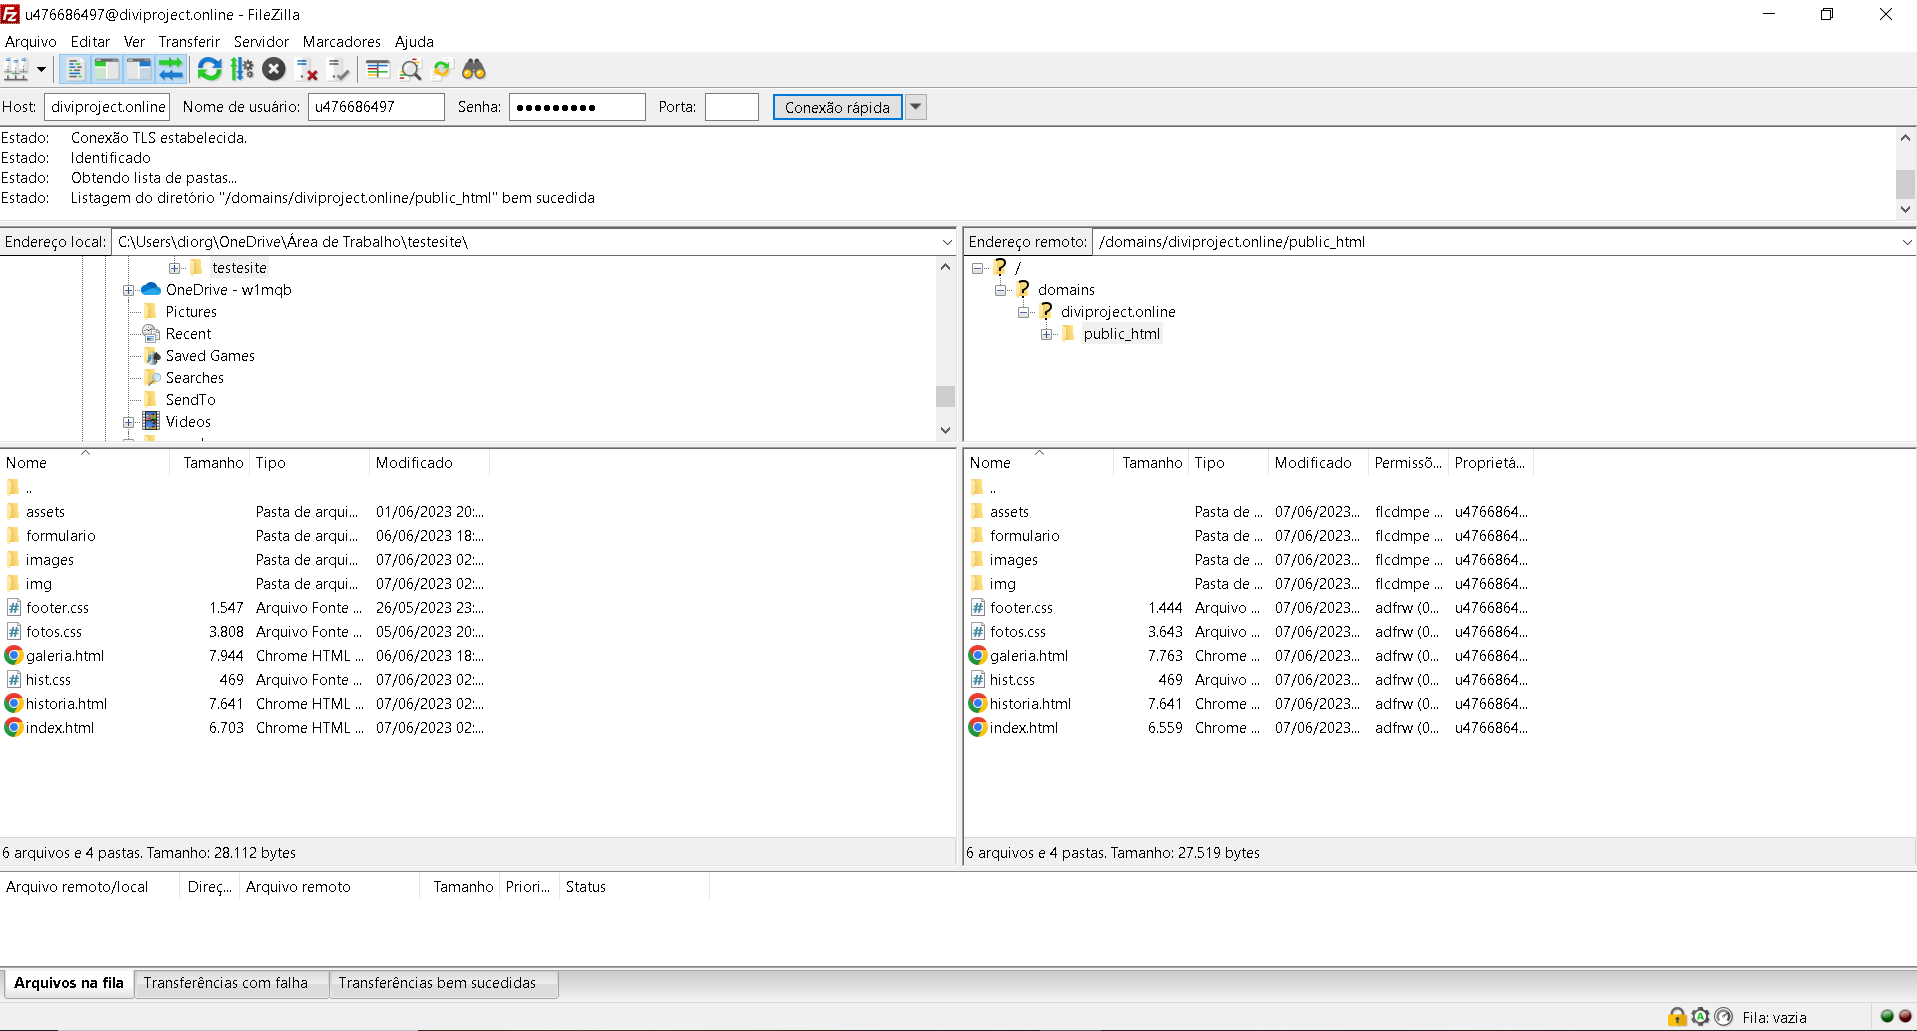 u476686497@diviproject.online - FileZilla
Arquivo Editar Ver Transferir Servidor Marcadores Ajuda
Host: diviproject.online Nome de usuário: u476686497 Senha: ●●●●●●●●● Porta: Conexão rápida
Estado: Conexão TLS estabelecida.
Estado: Identificado
Estado: Obtendo lista de pastas...
Estado: Listagem do diretório "/domains/diviproject.online/public_html" bem sucedida
Endereço local: C:\Users\diorg\OneDrive\Área de Trabalho\testesite\
testesite
OneDrive - w1mqb
Pictures
Recent
Saved Games
Searches
SendTo
Videos
Endereço remoto: /domains/diviproject.online/public_html
/
domains
diviproject.online
public_html
Nome Tamanho Tipo Modificado
..
assets Pasta de arqui... 01/06/2023 20:...
formulario Pasta de arqui... 06/06/2023 18:...
images Pasta de arqui... 07/06/2023 02:...
img Pasta de arqui... 07/06/2023 02:...
footer.css 1.547 Arquivo Fonte ... 26/05/2023 23:...
fotos.css 3.808 Arquivo Fonte ... 05/06/2023 20:...
galeria.html 7.944 Chrome HTML ... 06/06/2023 18:...
hist.css 469 Arquivo Fonte ... 07/06/2023 02:...
historia.html 7.641 Chrome HTML ... 07/06/2023 02:...
index.html 6.703 Chrome HTML ... 07/06/2023 02:...
6 arquivos e 4 pastas. Tamanho: 28.112 bytes
Nome Tamanho Tipo Modificado Permissõ... Proprietá...
..
assets Pasta de ... 07/06/2023... flcdmpe ... u4766864...
formulario Pasta de ... 07/06/2023... flcdmpe ... u4766864...
images Pasta de ... 07/06/2023... flcdmpe ... u4766864...
img Pasta de ... 07/06/2023... flcdmpe ... u4766864...
footer.css 1.444 Arquivo ... 07/06/2023... adfrw (0... u4766864...
fotos.css 3.643 Arquivo ... 07/06/2023... adfrw (0... u4766864...
galeria.html 7.763 Chrome ... 07/06/2023... adfrw (0... u4766864...
hist.css 469 Arquivo ... 07/06/2023... adfrw (0... u4766864...
historia.html 7.641 Chrome ... 07/06/2023... adfrw (0... u4766864...
index.html 6.559 Chrome ... 07/06/2023... adfrw (0... u4766864...
6 arquivos e 4 pastas. Tamanho: 27.519 bytes
Arquivo remoto/local Direç... Arquivo remoto Tamanho Priori... Status
Arquivos na fila Transferências com falha Transferências bem sucedidas
Fila: vazia